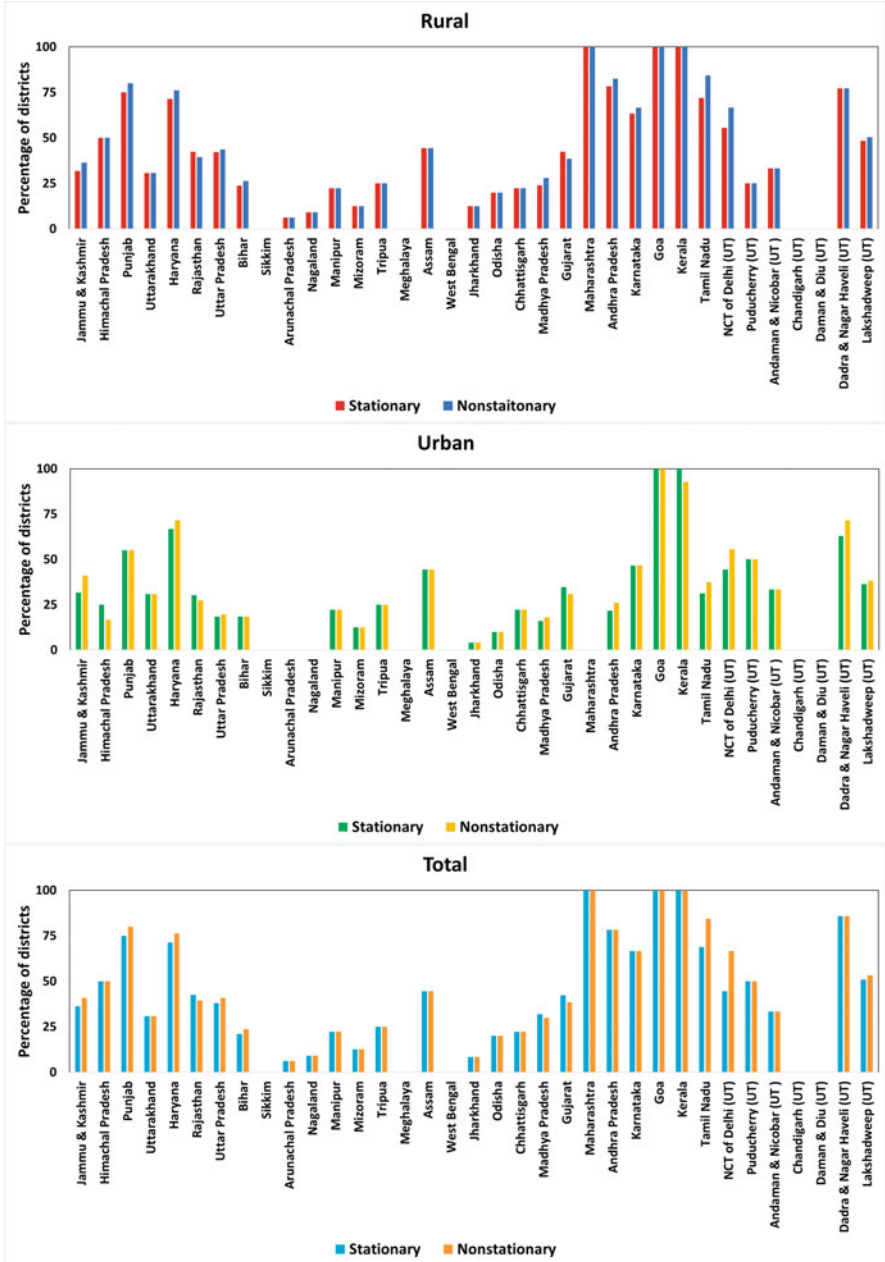 Rural
Percentage of districts
100
75
50
25
0
Jammu & Kashmir
Himachal Pradesh
Punjab
Uttarakhand
Haryana
Rajasthan
Uttar Pradesh
Bihar
Sikkim
Arunachal Pradesh
Nagaland
Manipur
Mizoram
Tripua
Meghalaya
Assam
West Bengal
Jharkhand
Odisha
Chhattisgarh
Madhya Pradesh
Gujarat
Maharashtra
Andhra Pradesh
Karnataka
Goa
Kerala
Tamil Nadu
NCT of Delhi (UT)
Puducherry (UT)
Andaman & Nicobar (UT )
Chandigarh (UT)
Daman & Diu (UT)
Dadra & Nagar Haveli (UT)
Lakshadweep (UT)
Stationary Nonstaitonary
Urban
Percentage of districts
100
75
50
25
0
Jammu & Kashmir
Himachal Pradesh
Punjab
Uttarakhand
Haryana
Rajasthan
Uttar Pradesh
Bihar
Sikkim
Arunachal Pradesh
Nagaland
Manipur
Mizoram
Tripua
Meghalaya
Assam
West Bengal
Jharkhand
Odisha
Chhattisgarh
Madhya Pradesh
Gujarat
Maharashtra
Andhra Pradesh
Karnataka
Goa
Kerala
Tamil Nadu
NCT of Delhi (UT)
Puducherry (UT)
Andaman & Nicobar (UT )
Chandigarh (UT)
Daman & Diu (UT)
Dadra & Nagar Haveli (UT)
Lakshadweep (UT)
Stationary Nonstationary
Total
Percentage of districts
100
75
50
25
0
Jammu & Kashmir
Himachal Pradesh
Punjab
Uttarakhand
Haryana
Rajasthan
Uttar Pradesh
Bihar
Sikkim
Arunachal Pradesh
Nagaland
Manipur
Mizoram
Tripua
Meghalaya
Assam
West Bengal
Jharkhand
Odisha
Chhattisgarh
Madhya Pradesh
Gujarat
Maharashtra
Andhra Pradesh
Karnataka
Goa
Kerala
Tamil Nadu
NCT of Delhi (UT)
Puducherry (UT)
Andaman & Nicobar (UT )
Chandigarh (UT)
Daman & Diu (UT)
Dadra & Nagar Haveli (UT)
Lakshadweep (UT)
Stationary Nonstationary